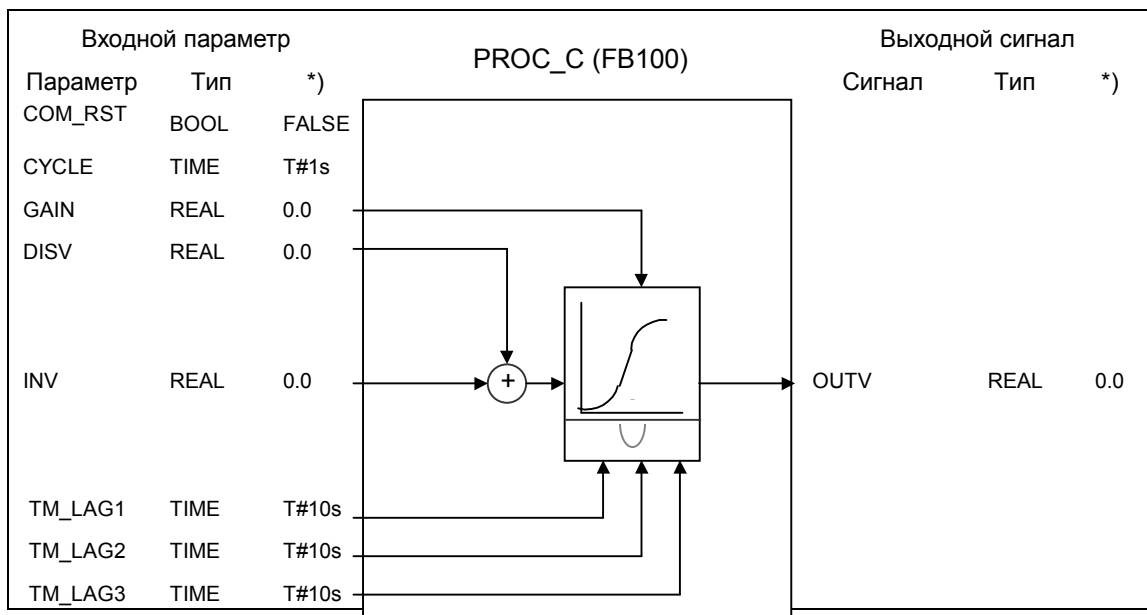 Входной параметр
PROC_C (FB100)
Выходной сигнал
Параметр Тип *)
Сигнал Тип *)
COM_RST BOOL FALSE
CYCLE TIME T#1s
GAIN REAL 0.0
DISV REAL 0.0
INV REAL 0.0
+
OUTV REAL 0.0
TM_LAG1 TIME T#10s
TM_LAG2 TIME T#10s
TM_LAG3 TIME T#10s